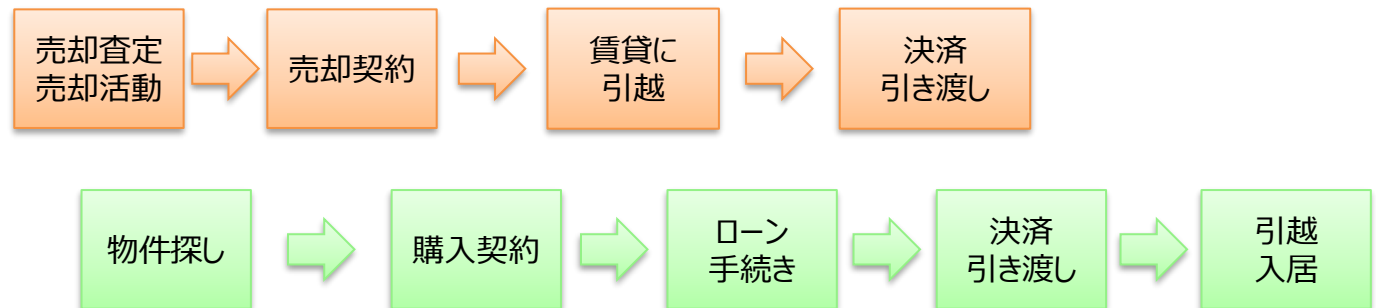 売却査定
売却活動
売却契約
賃貸に
引越
決済
引き渡し
物件探し
購入契約
ローン
手続き
決済
引き渡し
引越
入居